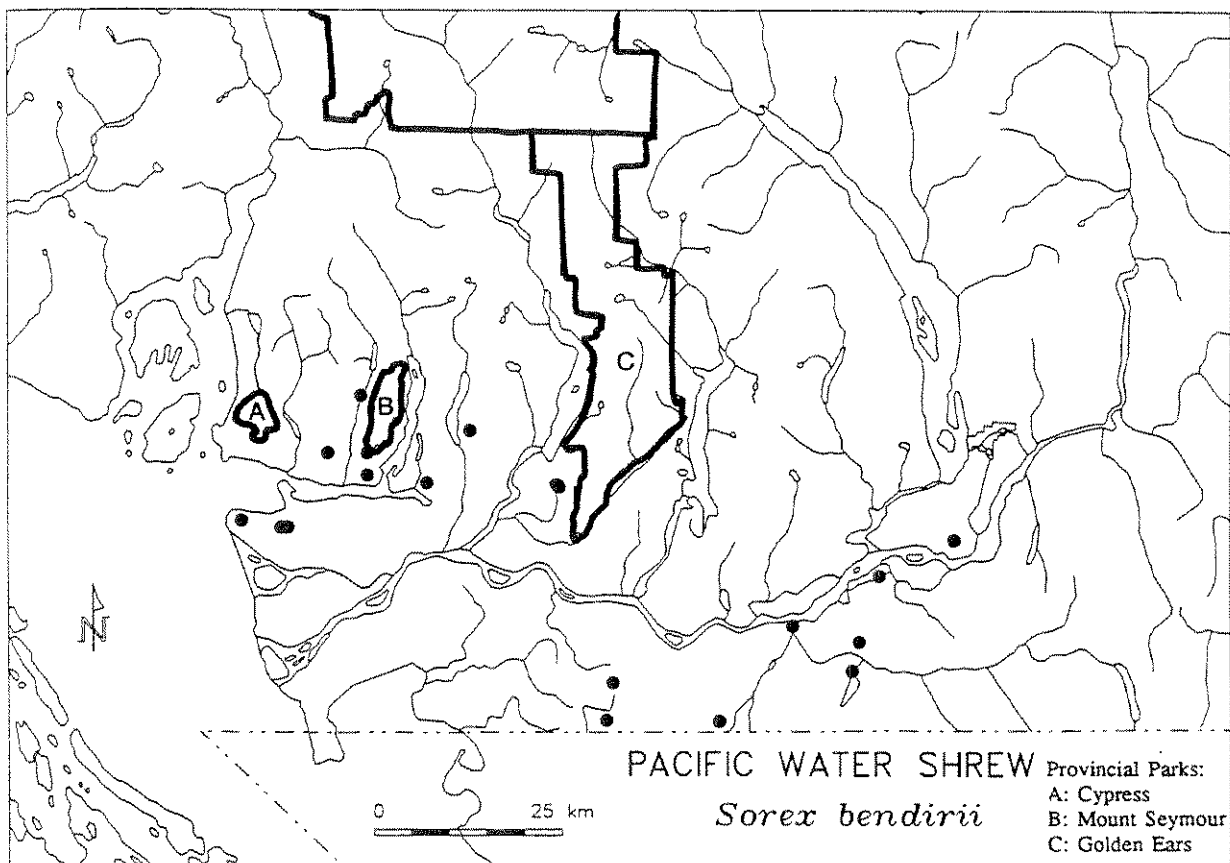 A
B
C
N
PACIFIC WATER SHREW
Sorex bendirii
0 25 km
Provincial Parks:
A: Cypress
B: Mount Seymour
C: Golden Ears